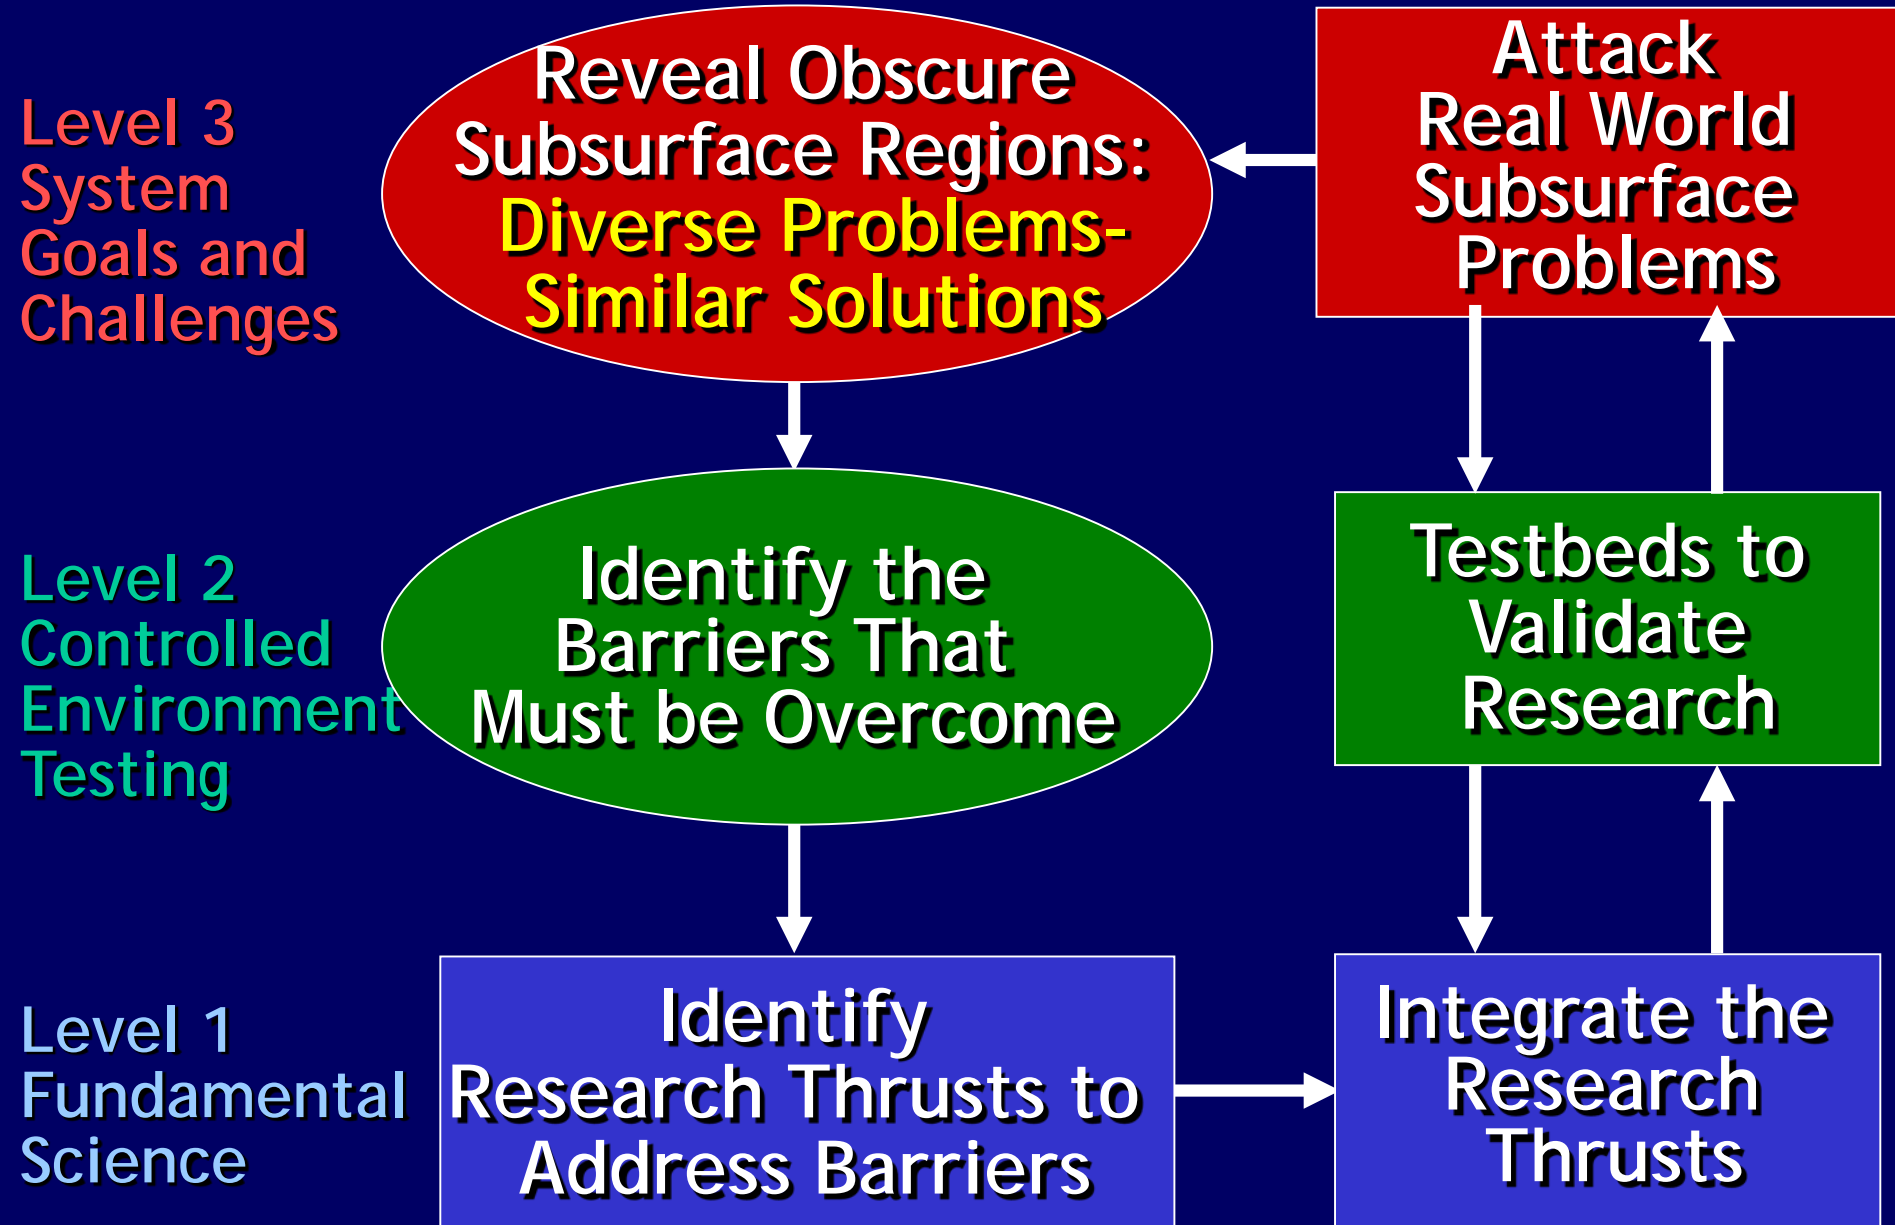 Level 3
System
Goals and
Challenges
Reveal Obscure
Subsurface Regions:
Diverse Problems-
Similar Solutions
Attack
Real World
Subsurface
Problems
Level 2
Controlled
Environment
Testing
Identify the
Barriers That
Must be Overcome
Testbeds to
Validate
Research
Level 1
Fundamental
Science
Identify
Research Thrusts to
Address Barriers
Integrate the
Research
Thrusts